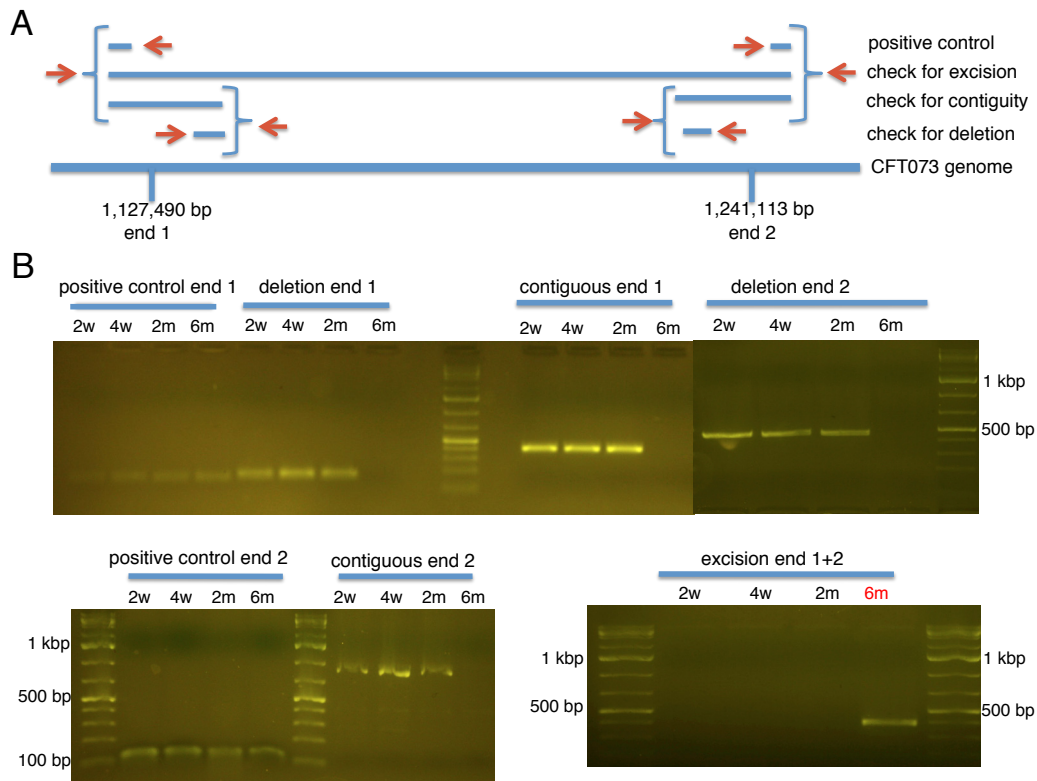 A
positive control
check for excision
check for contiguity
check for deletion
CFT073 genome
1,127,490 bp
end 1
1,241,113 bp
end 2
B
positive control end 1
deletion end 1
contiguous end 1
deletion end 2
2w 4w 2m 6m 2w 4w 2m 6m 2w 4w 2m 6m 2w 4w 2m 6m
1 kbp
500 bp
positive control end 2
contiguous end 2
excision end 1+2
2w 4w 2m 6m 2w 4w 2m 6m 2w 4w 2m 6m
1 kbp
500 bp
100 bp
1 kbp
500 bp
1 kbp
500 bp